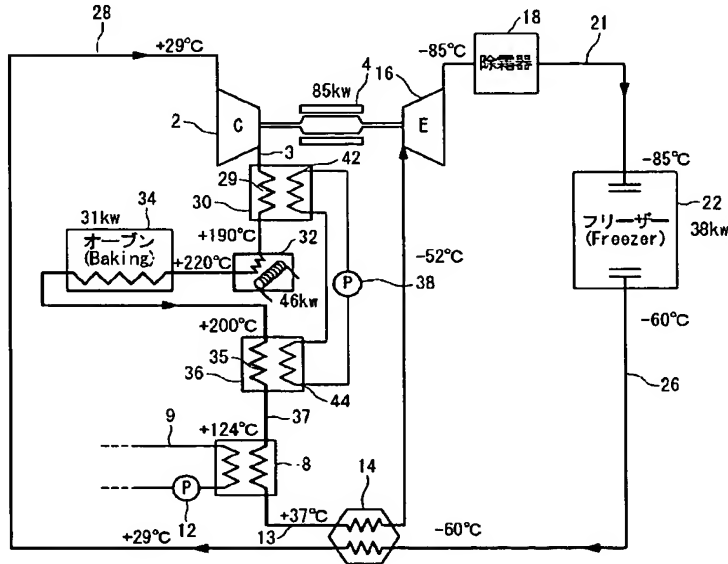 28
+29℃
2
C
3
85kw
4
16
E
-85℃
18
除霜器
21
-85℃
フリーザー
(Freezer)
22
38kw
-60℃
26
42
29
30
+190℃
32
46kw
34
31kw
オーブン
(Baking)
+220℃
P
38
-52℃
+200℃
35
36
44
37
9
+124℃
8
P
12
+37℃
13
14
+29℃
-60℃